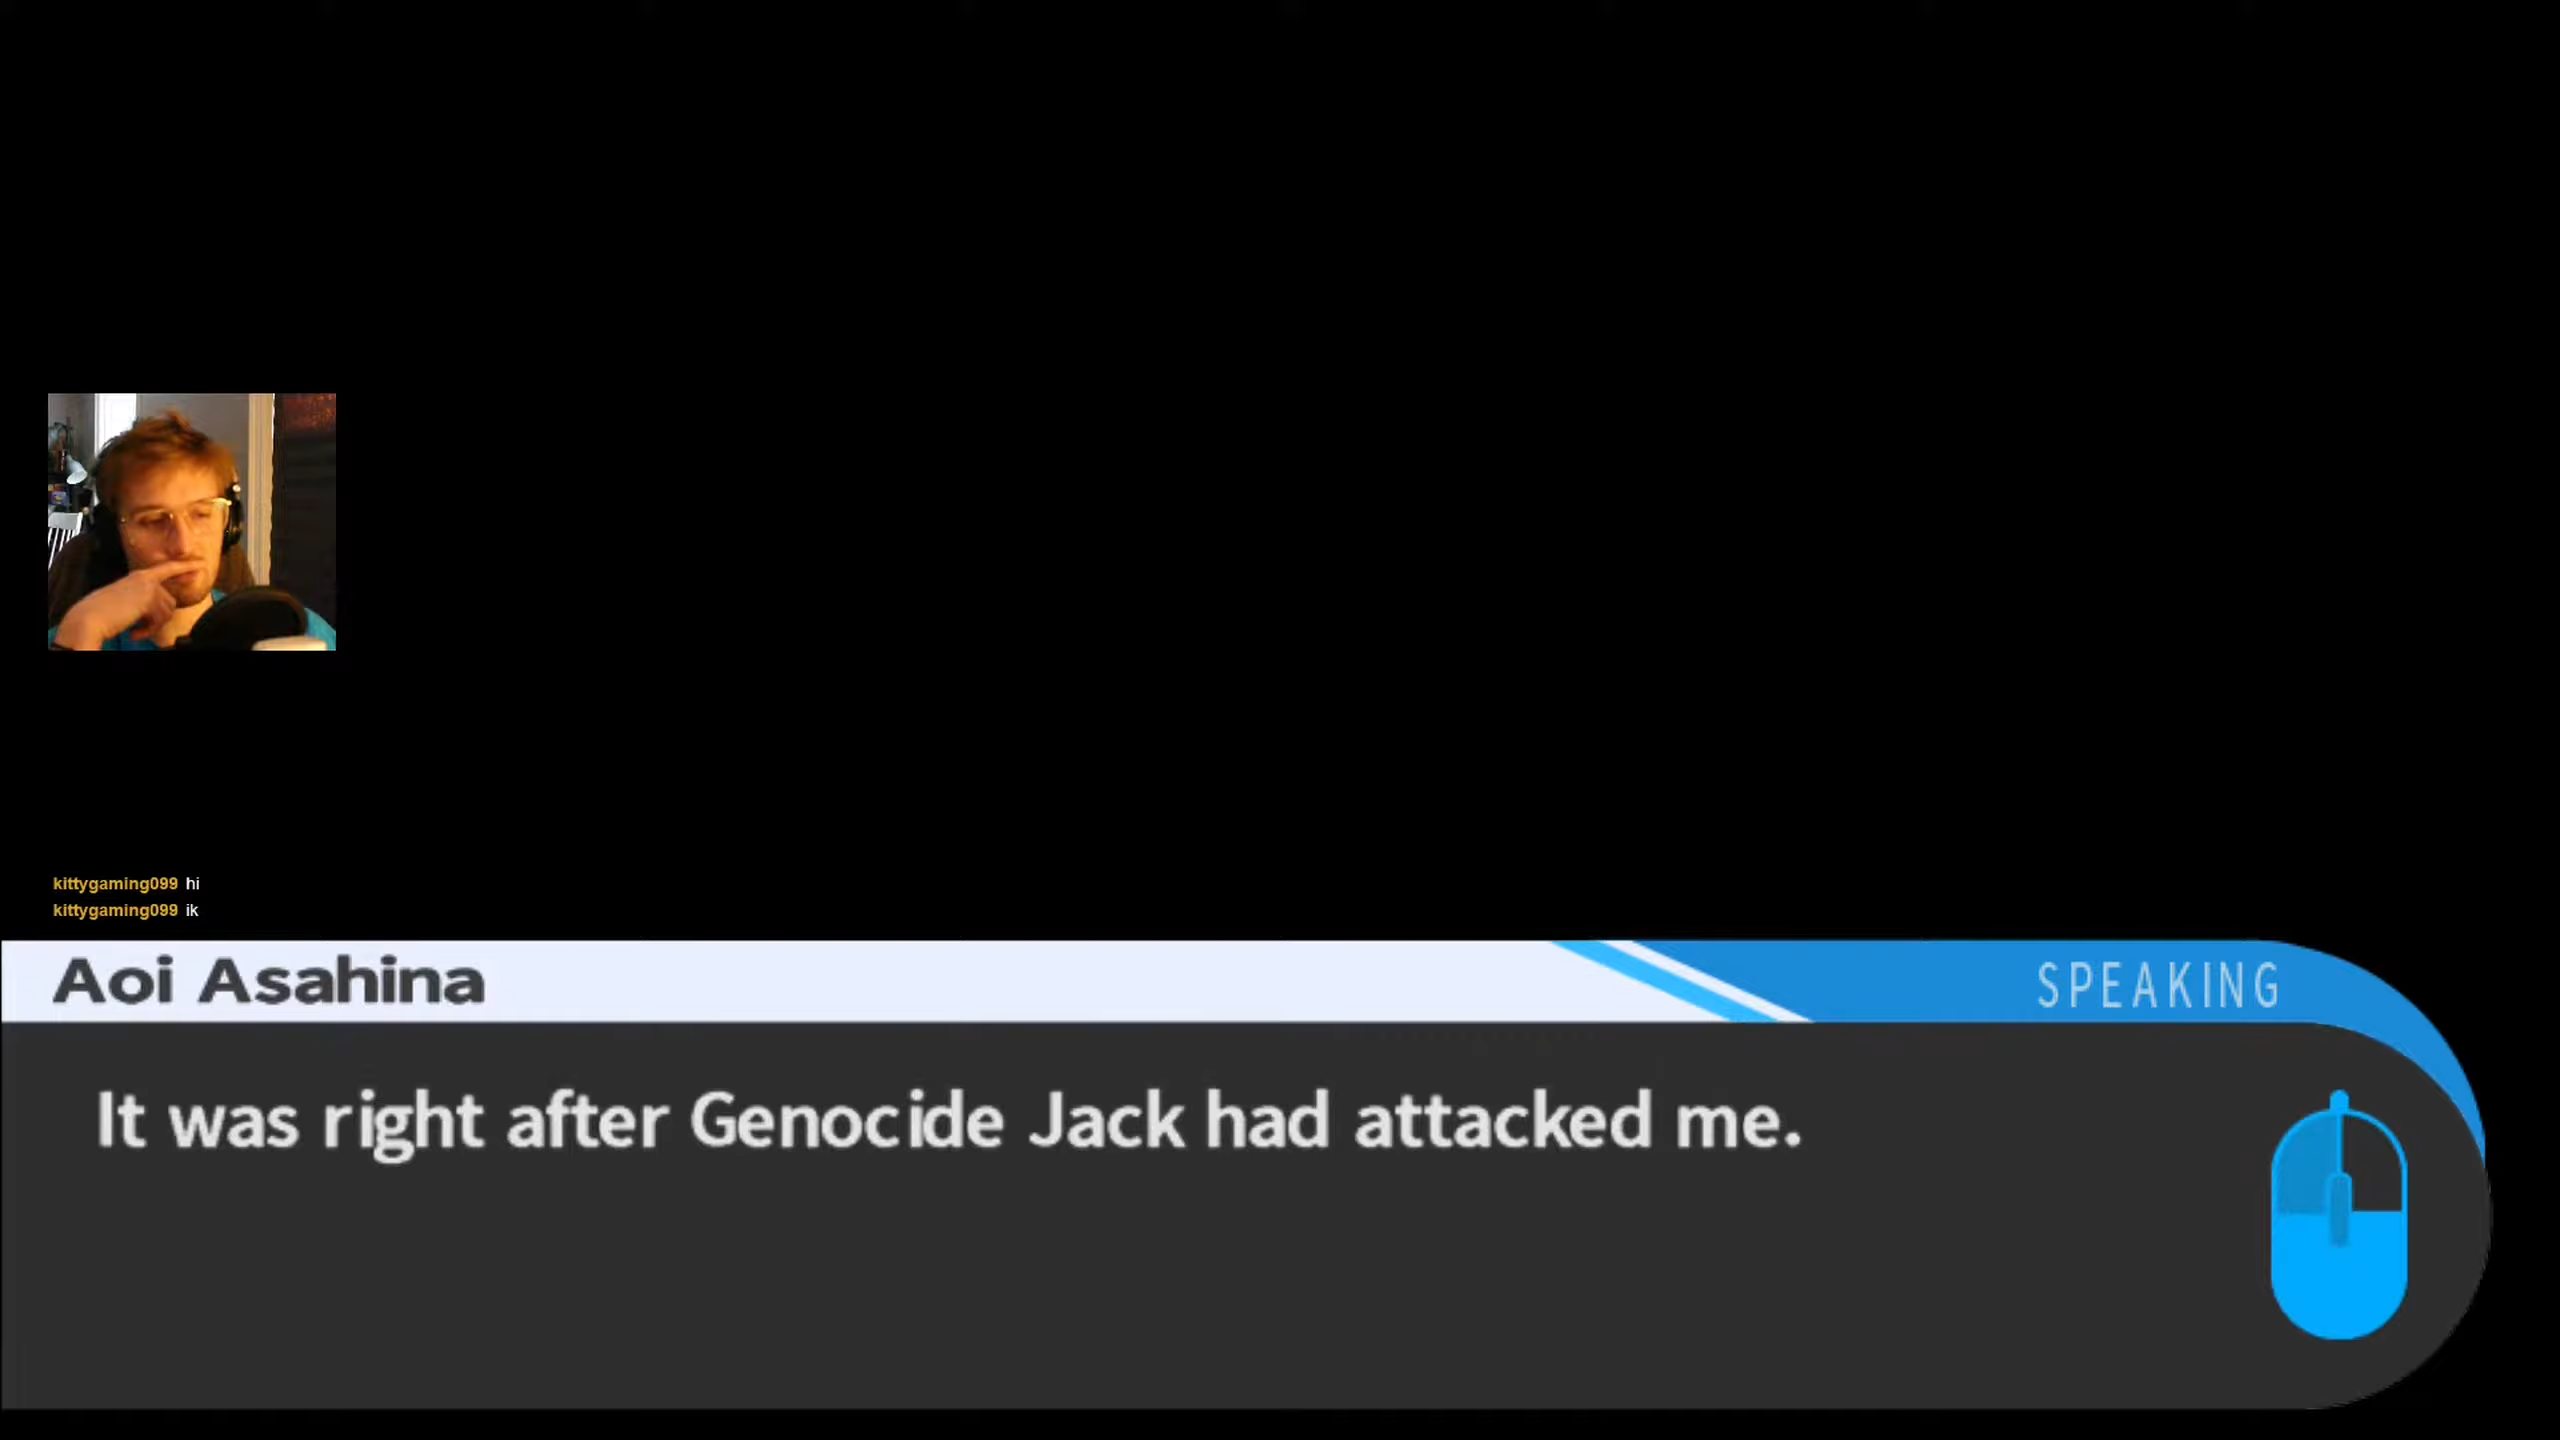 kittygaming099 hi
kittygaming099 ik
Aoi Asahina
SPEAKING
It was right after Genocide Jack had attacked me.